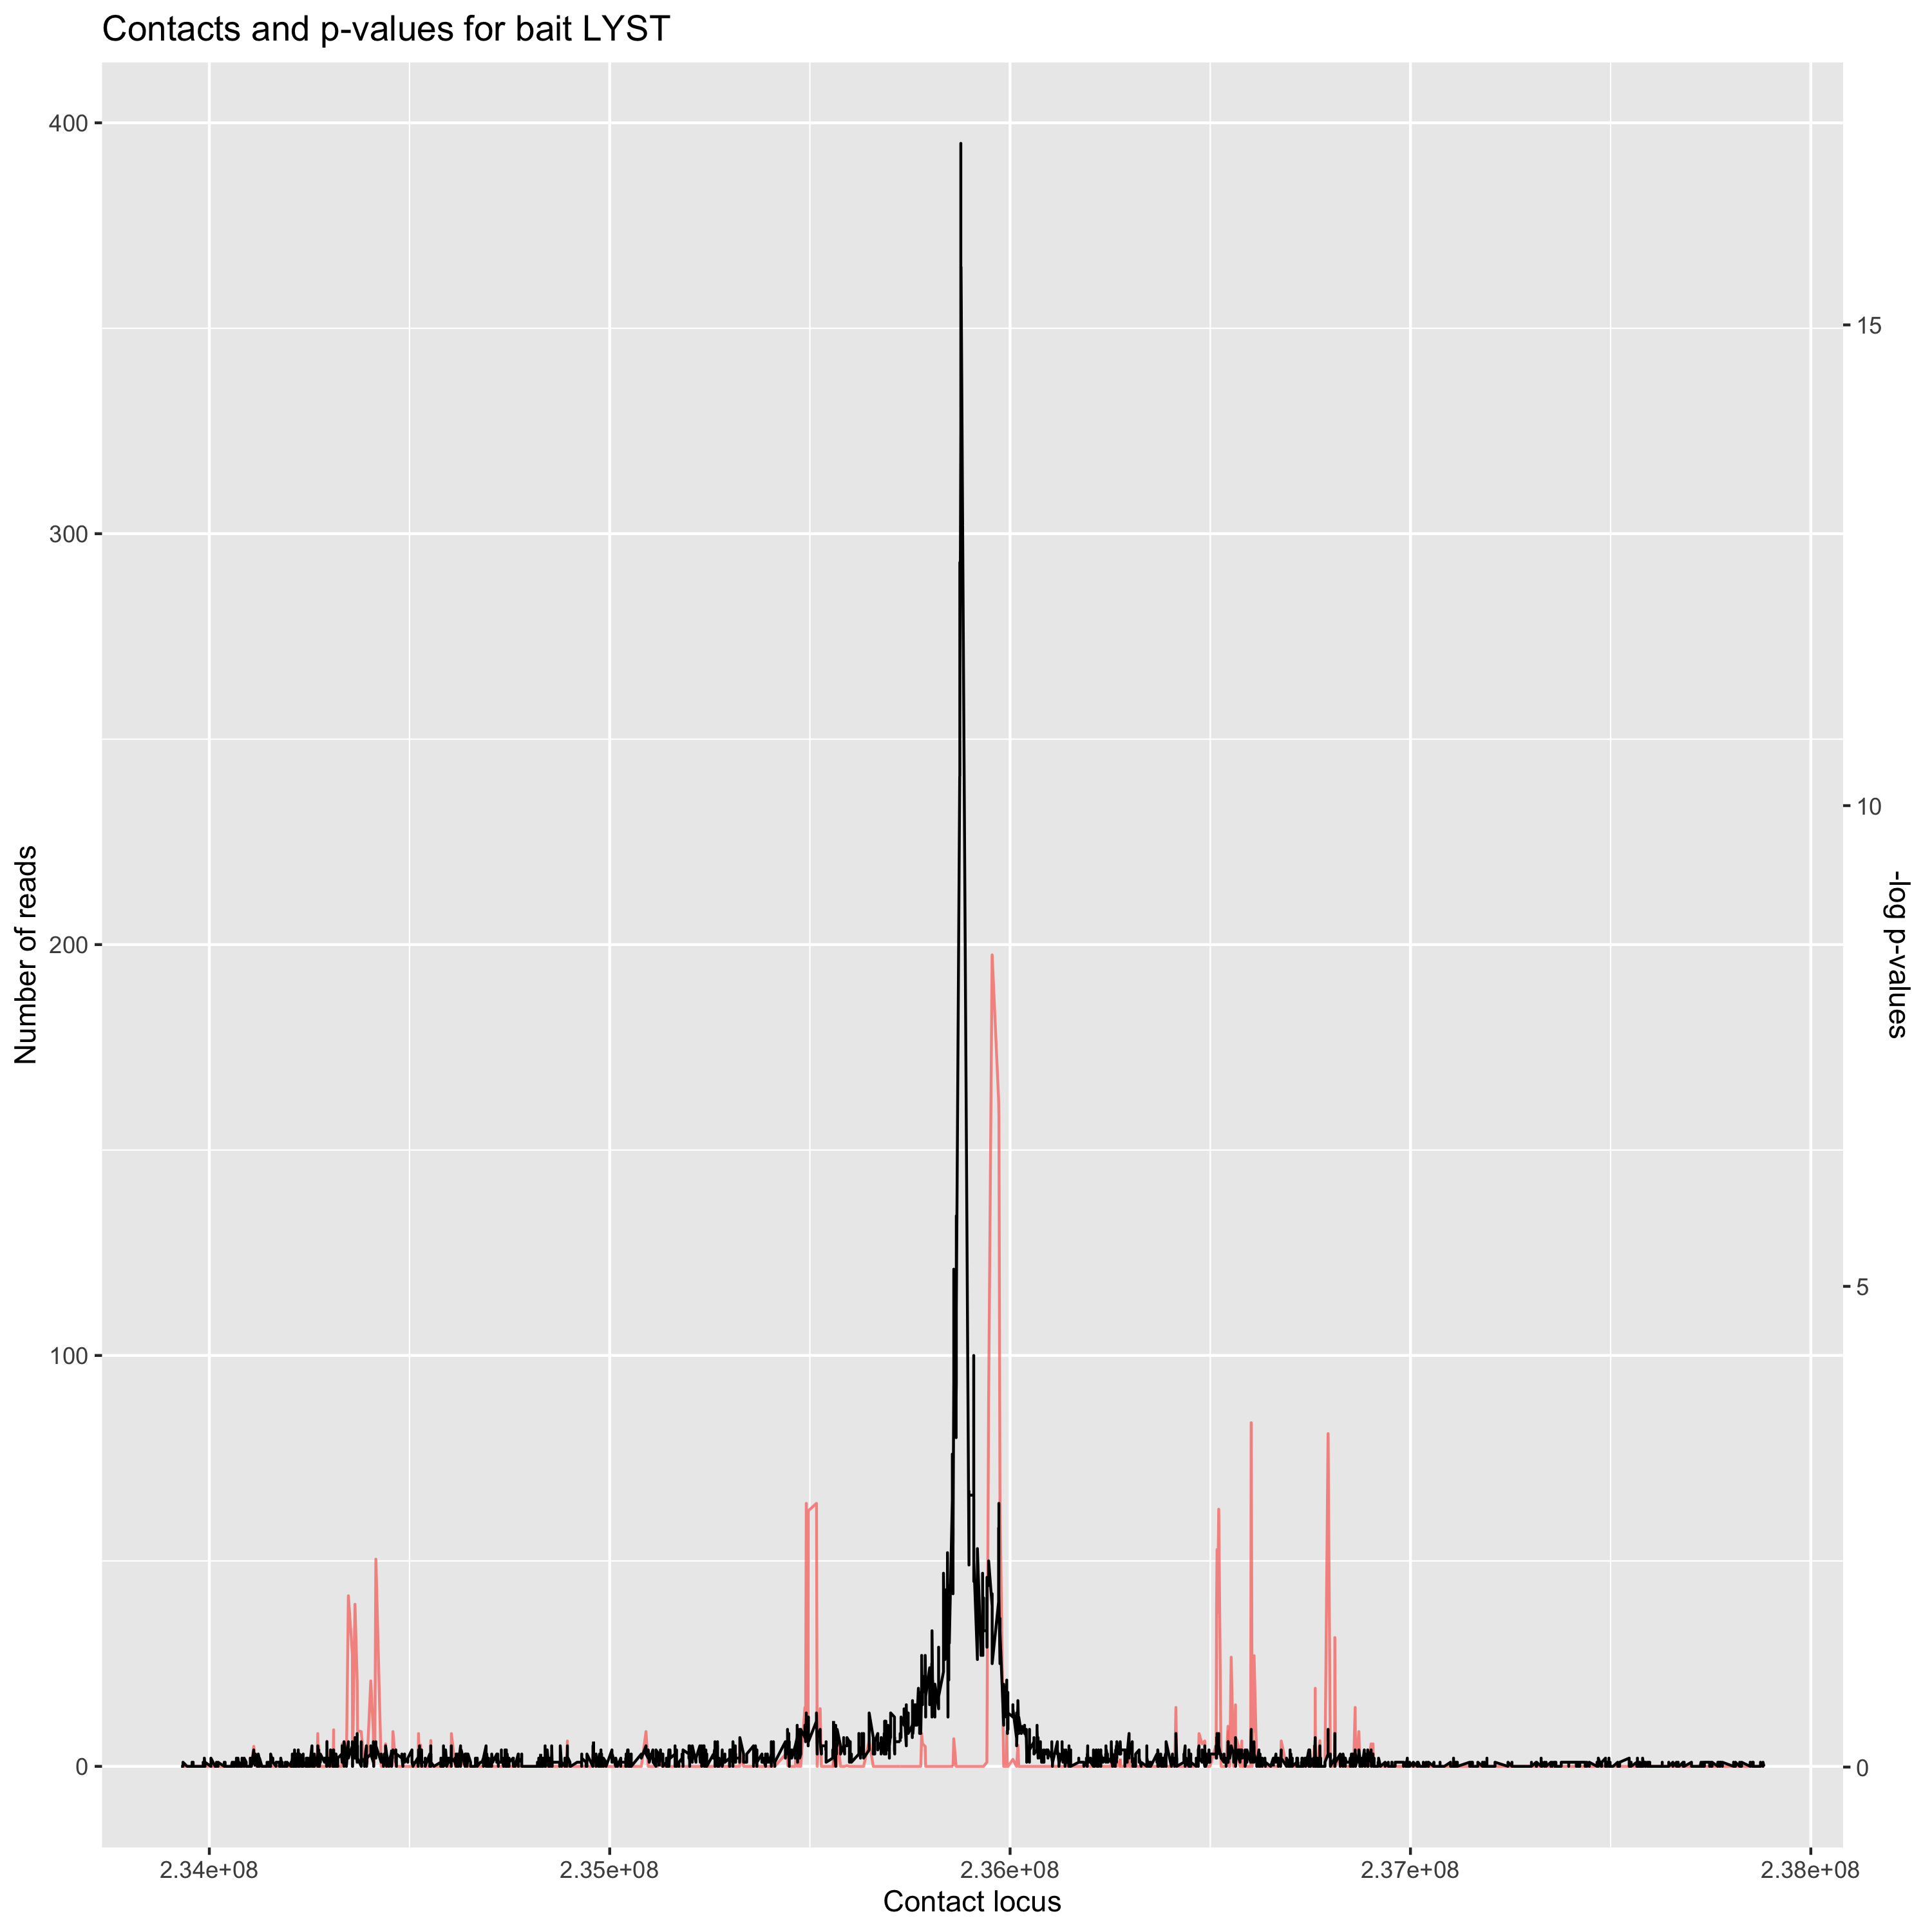 Contacts and p-values for bait LYST
400
300
200
100
0
Number of reads
15
10
5
0
-log p-values
2.34e+08 2.35e+08 2.36e+08 2.37e+08 2.38e+08
Contact locus